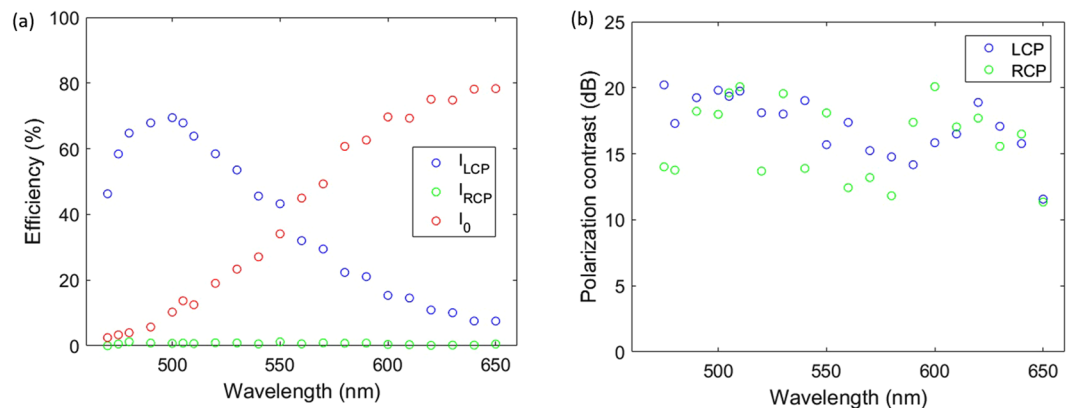 (a)
100
80
60
40
20
0
Efficiency (%)
500
550
600
650
Wavelength (nm)
I_LCP
I_RCP
I_0
(b)
25
20
15
10
5
0
Polarization contrast (dB)
500
550
600
650
Wavelength (nm)
LCP
RCP